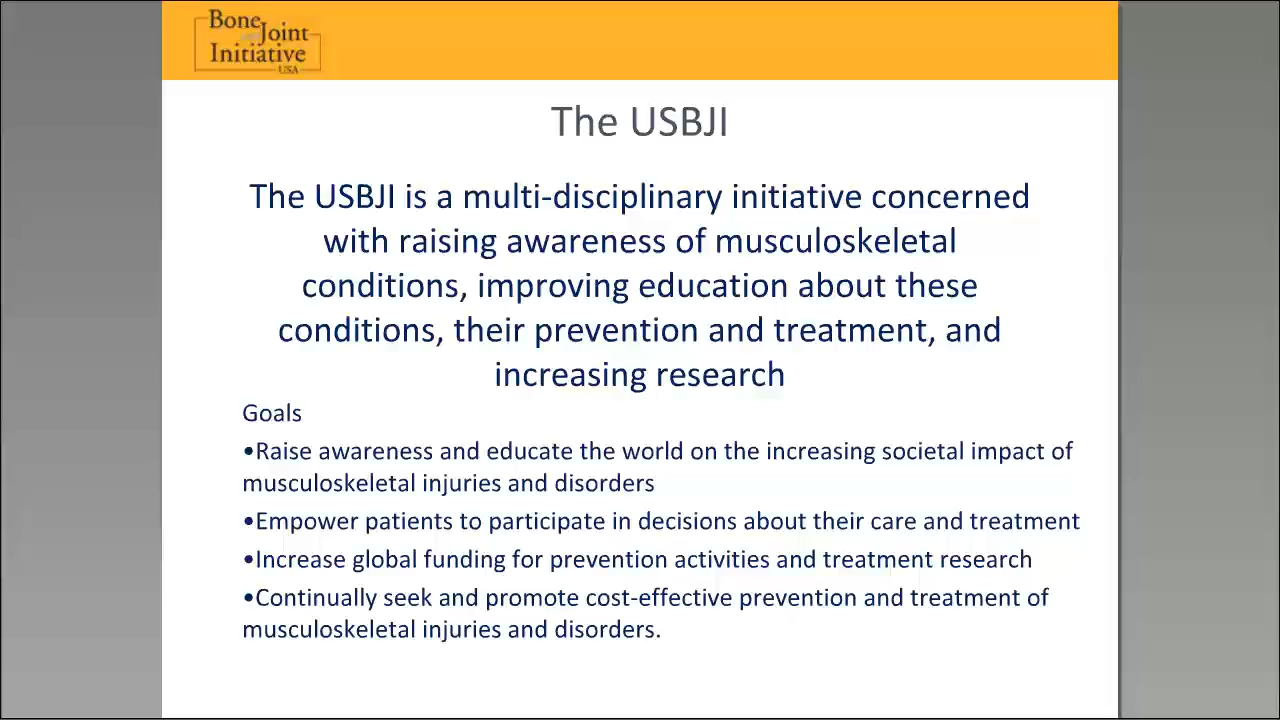 Bone
Joint
Initiative
USA
The USBJI
The USBJI is a multi-disciplinary initiative concerned
with raising awareness of musculoskeletal
conditions, improving education about these
conditions, their prevention and treatment, and
increasing research
Goals
•Raise awareness and educate the world on the increasing societal impact of
musculoskeletal injuries and disorders
•Empower patients to participate in decisions about their care and treatment
•Increase global funding for prevention activities and treatment research
•Continually seek and promote cost-effective prevention and treatment of
musculoskeletal injuries and disorders.